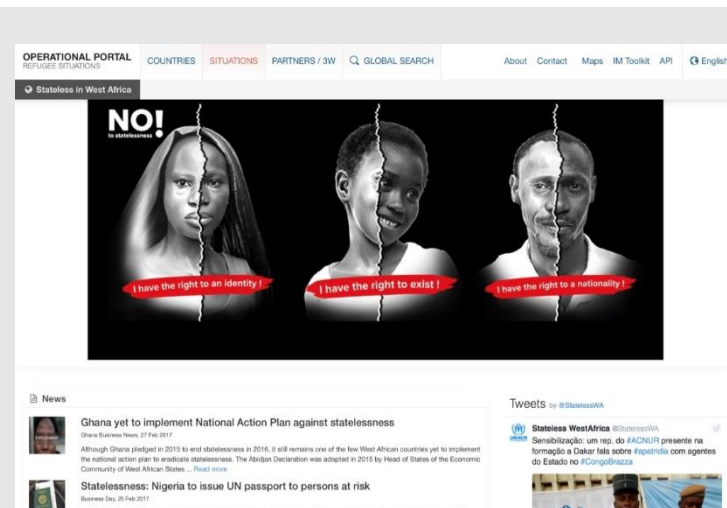 OPERATIONAL PORTAL
REFUGEE SITUATIONS
COUNTRIES
SITUATIONS
PARTNERS / 3W
GLOBAL SEARCH
About
Contact
Maps
IM Toolkit
API
English
Stateless in West Africa
NO!
to statelessness
I have the right to an identity !
I have the right to exist !
I have the right to a nationality !
News
Ghana yet to implement National Action Plan against statelessness
Ghana Business News, 27 Feb 2017
Although Ghana pledged in 2015 to end statelessness in 2016, it still remains one of the few West African countries yet to implement
the national action plan to eradicate statelessness. The Abidjan Declaration was adopted in 2015 by Head of States of the Economic
Community of West African States ... Read more
Statelessness: Nigeria to issue UN passport to persons at risk
Business Day, 25 Feb 2017
Tweets by @StatelessWA
Stateless WestAfrica @StatelessWA
Sensibilização: um rep. do #ACNUR presente na
formação a Dakar fala sobre #apatridia com agentes
do Estado no #CongoBrazza